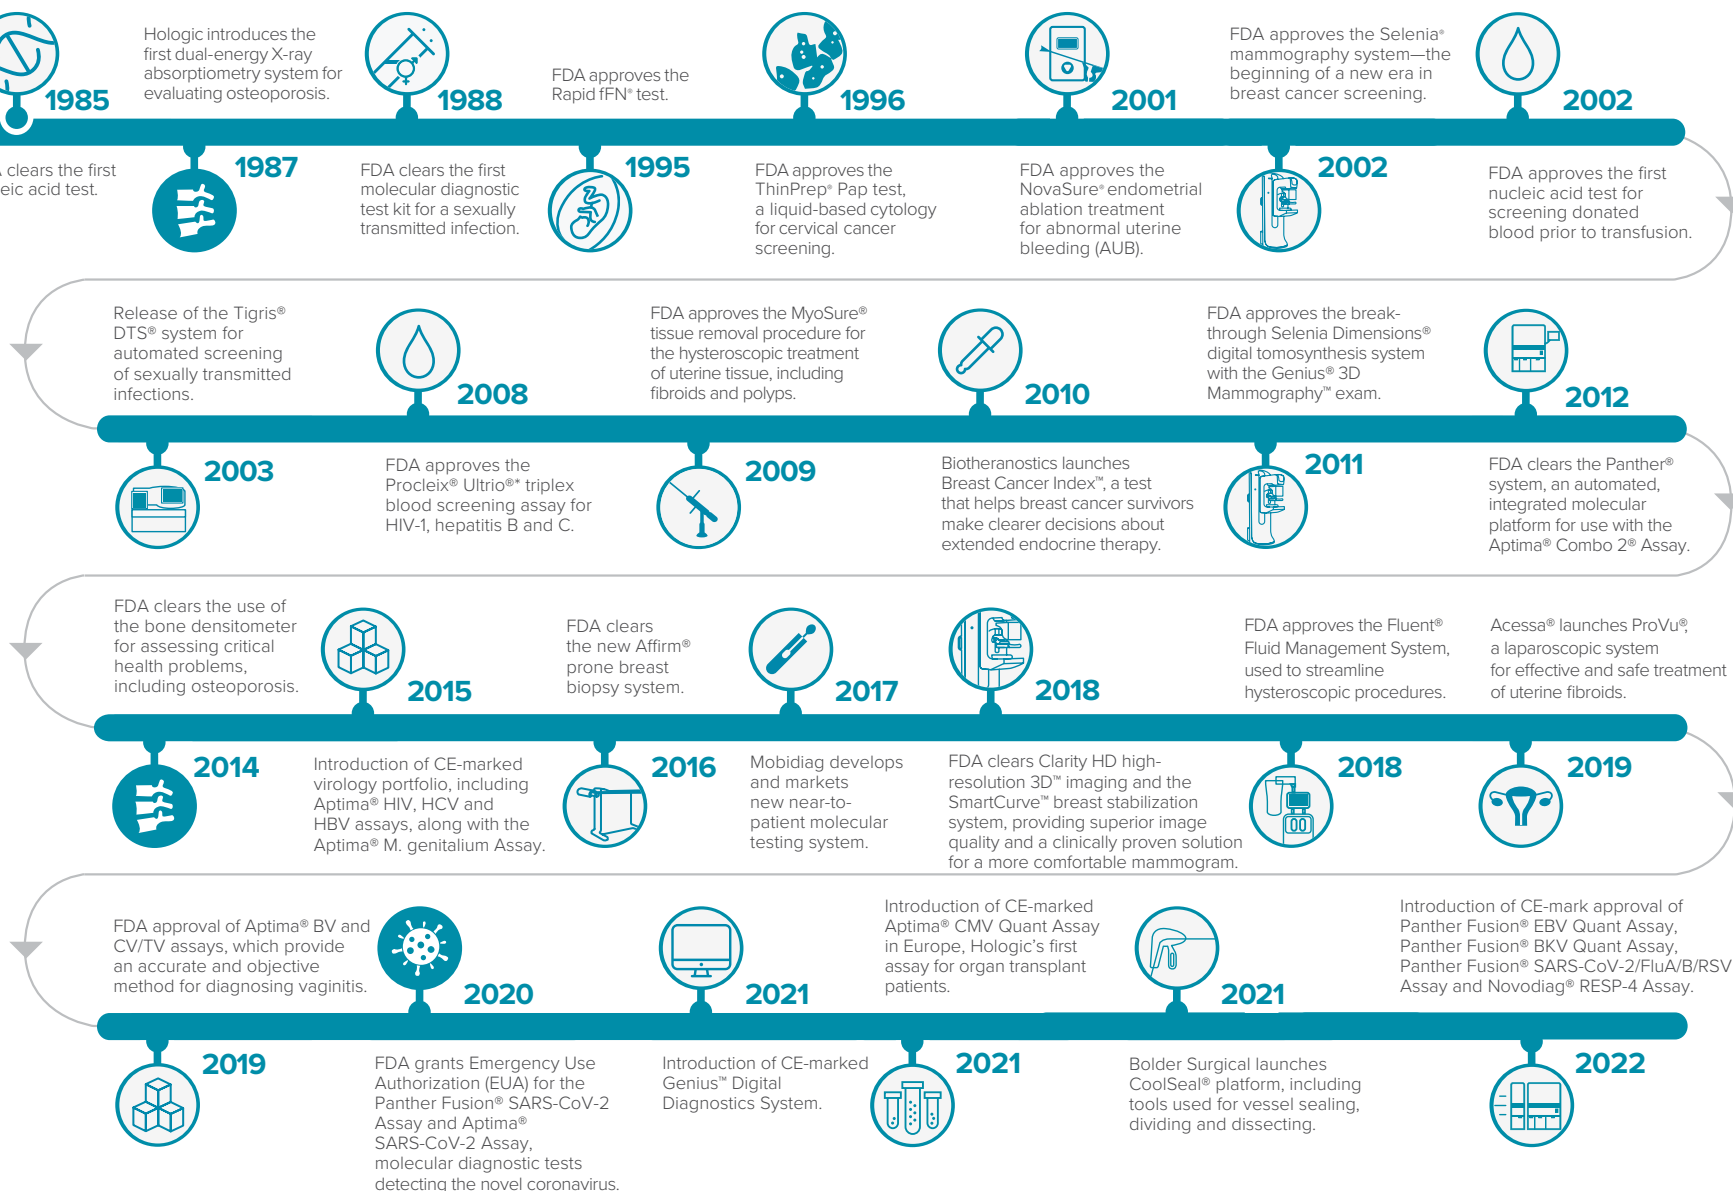 1985
clears the first
acid test.
Hologic introduces the
first dual-energy X-ray
absorptiometry system for
evaluating osteoporosis.
1987
1988
FDA clears the first
molecular diagnostic
test kit for a sexually
transmitted infection.
FDA approves the
Rapid fFN® test.
1995
1996
FDA approves the
ThinPrep® Pap test,
a liquid-based cytology
for cervical cancer
screening.
2001
FDA approves the
NovaSure® endometrial
ablation treatment
for abnormal uterine
bleeding (AUB).
FDA approves the Selenia®
mammography system—the
beginning of a new era in
breast cancer screening.
2002
2002
FDA approves the first
nucleic acid test for
screening donated
blood prior to transfusion.
Release of the Tigris®
DTS® system for
automated screening
of sexually transmitted
infections.
2003
2008
FDA approves the
Procleix® Ultrio®* triplex
blood screening assay for
HIV-1, hepatitis B and C.
FDA approves the MyoSure®
tissue removal procedure for
the hysteroscopic treatment
of uterine tissue, including
fibroids and polyps.
2009
2010
Biotheranostics launches
Breast Cancer Index™, a test
that helps breast cancer survivors
make clearer decisions about
extended endocrine therapy.
FDA approves the break-
through Selenia Dimensions®
digital tomosynthesis system
with the Genius® 3D
Mammography™ exam.
2011
2012
FDA clears the Panther®
system, an automated,
integrated molecular
platform for use with the
Aptima® Combo 2® Assay.
FDA clears the use of
the bone densitometer
for assessing critical
health problems,
including osteoporosis.
2014
2015
Introduction of CE-marked
virology portfolio, including
Aptima® HIV, HCV and
HBV assays, along with the
Aptima® M. genitalium Assay.
FDA clears
the new Affirm®
prone breast
biopsy system.
2016
2017
Mobidiag develops
and markets
new near-to-
patient molecular
testing system.
2018
FDA clears Clarity HD high-
resolution 3D™ imaging and the
SmartCurve™ breast stabilization
system, providing superior image
quality and a clinically proven solution
for a more comfortable mammogram.
FDA approves the Fluent®
Fluid Management System,
used to streamline
hysteroscopic procedures.
2018
Acessa® launches ProVu®,
a laparoscopic system
for effective and safe treatment
of uterine fibroids.
2019
FDA approval of Aptima® BV and
CV/TV assays, which provide
an accurate and objective
method for diagnosing vaginitis.
2019
2020
FDA grants Emergency Use
Authorization (EUA) for the
Panther Fusion® SARS-CoV-2
Assay and Aptima®
SARS-CoV-2 Assay,
molecular diagnostic tests
detecting the novel coronavirus.
2021
Introduction of CE-marked
Genius™ Digital
Diagnostics System.
Introduction of CE-marked
Aptima® CMV Quant Assay
in Europe, Hologic's first
assay for organ transplant
patients.
2021
2021
Bolder Surgical launches
CoolSeal® platform, including
tools used for vessel sealing,
dividing and dissecting.
Introduction of CE-mark approval of
Panther Fusion® EBV Quant Assay,
Panther Fusion® BKV Quant Assay,
Panther Fusion® SARS-CoV-2/FluA/B/RSV
Assay and Novodiag® RESP-4 Assay.
2022